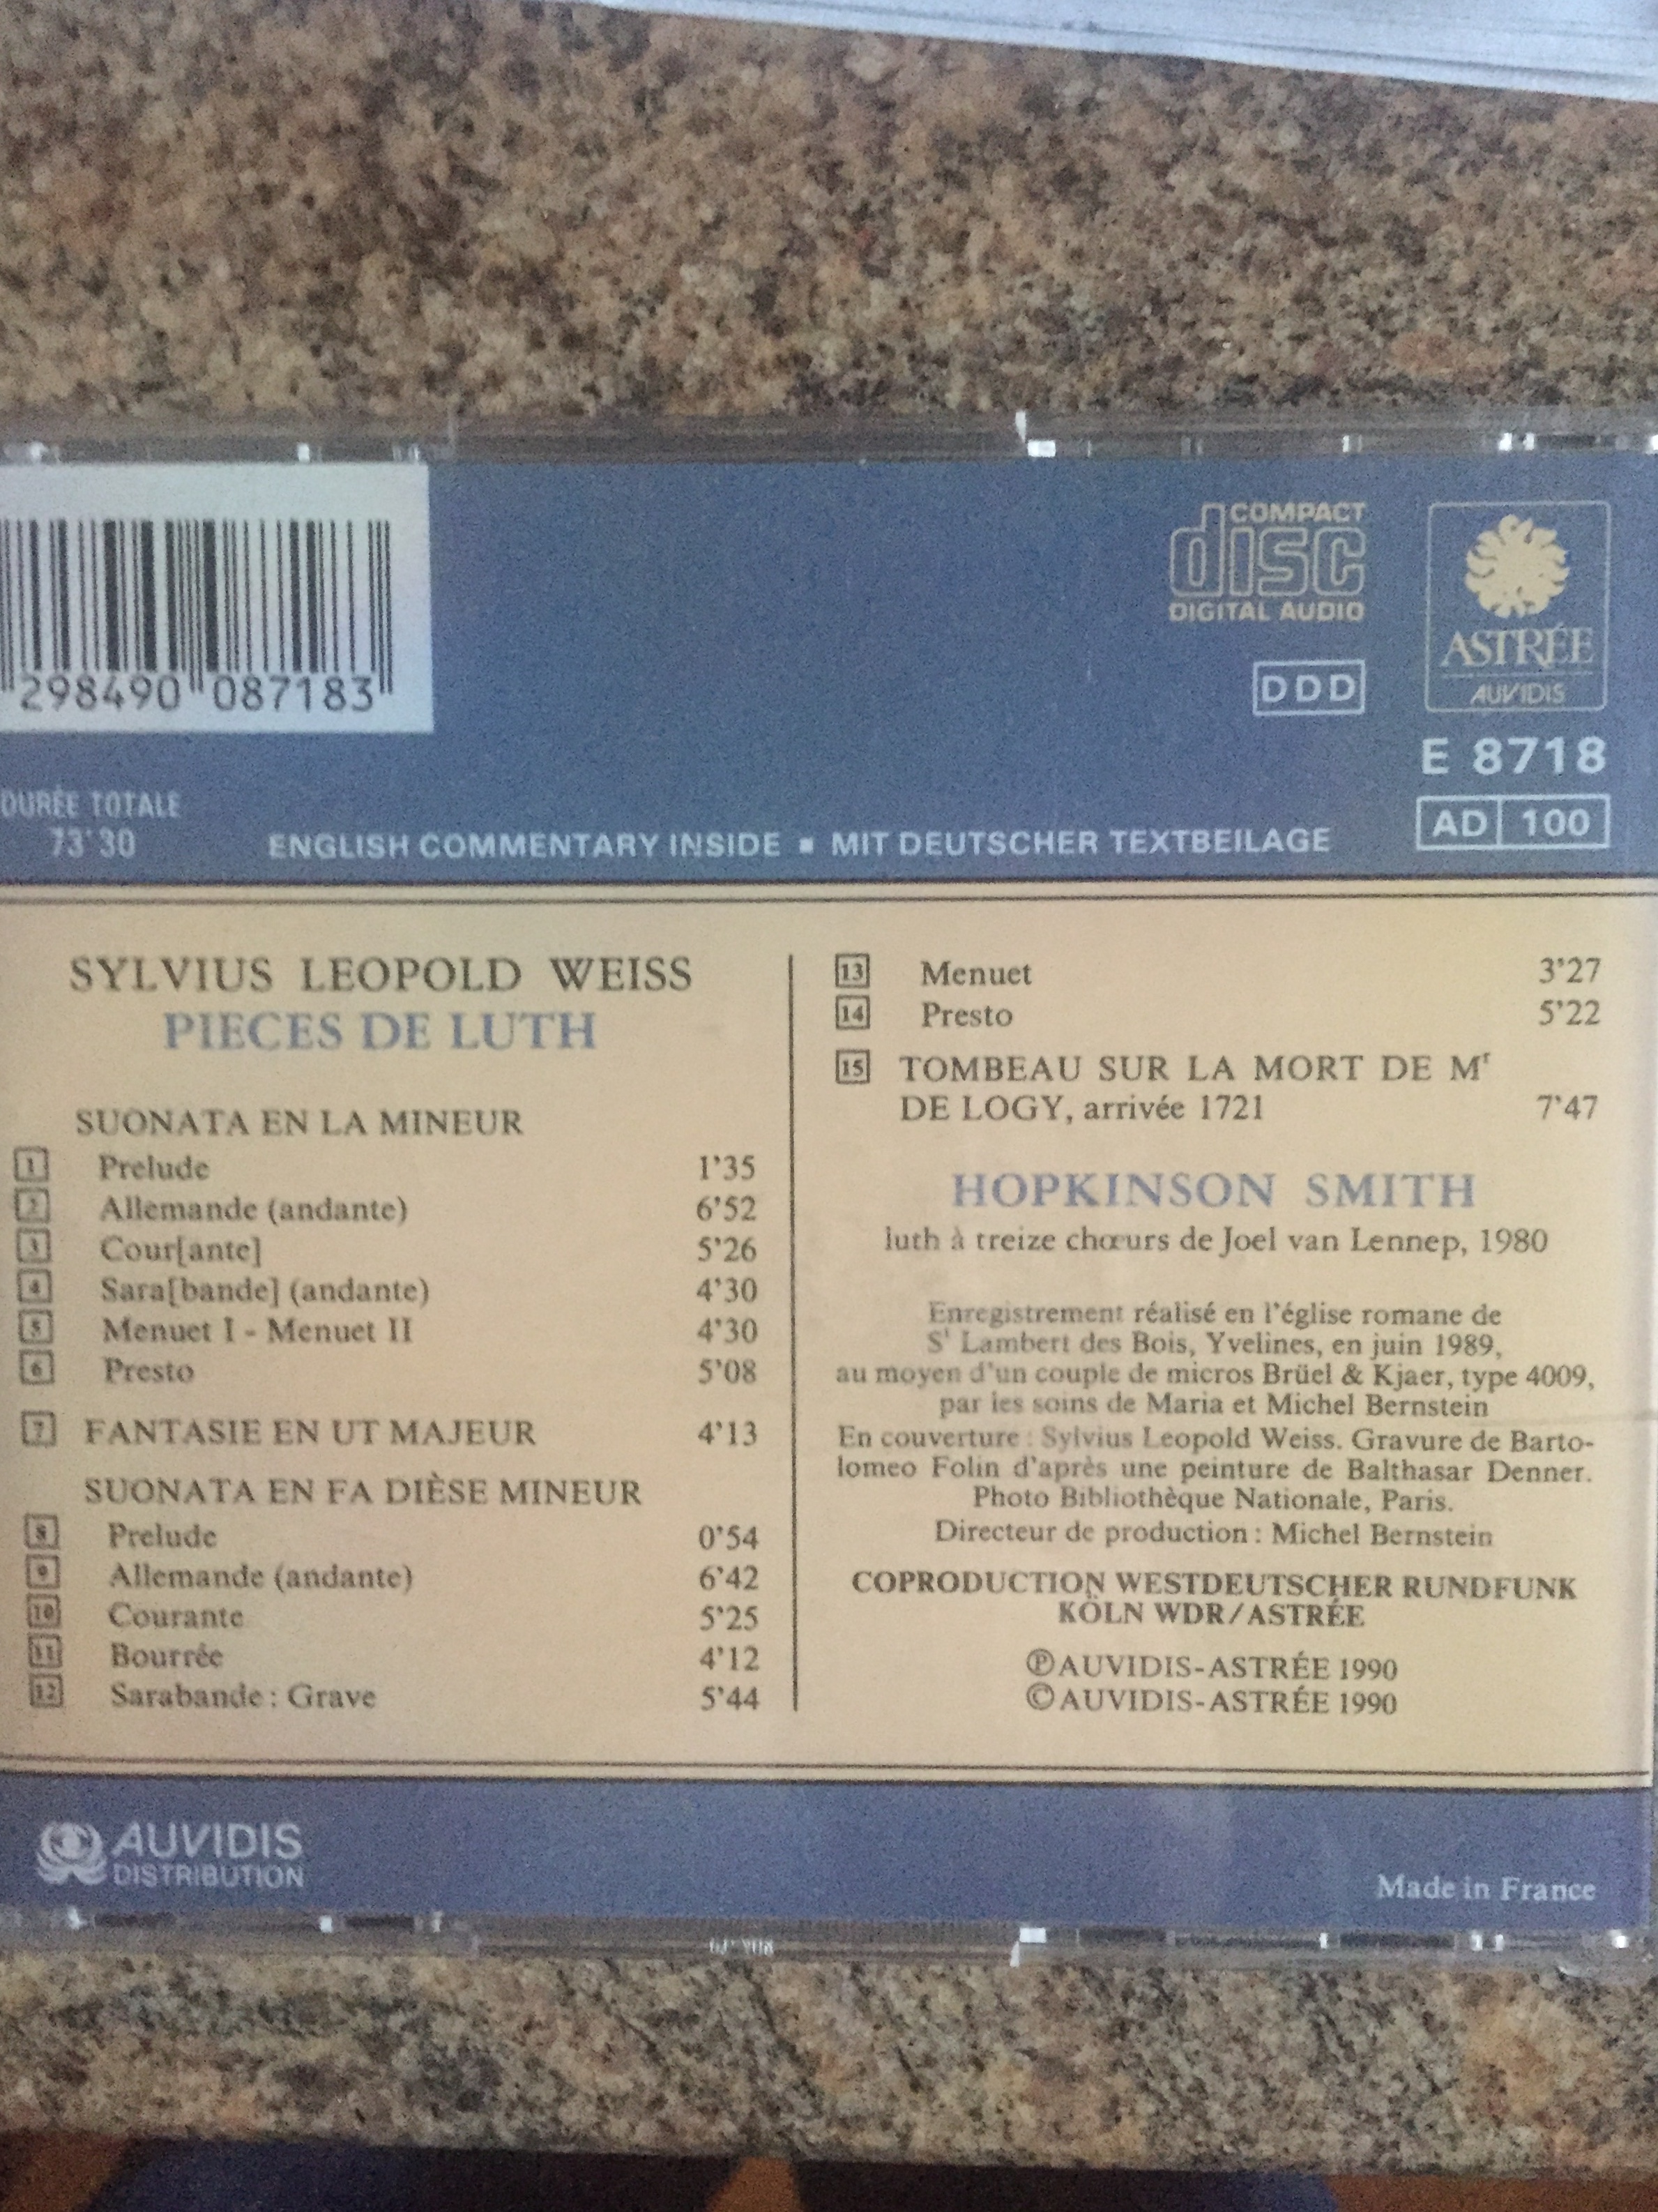 COMPACT
disc
DIGITAL AUDIO
DDD
ASTRÉE
AUVIDIS
E 8718
AD 100
298490 087183
DURÉE TOTALE
73'30
ENGLISH COMMENTARY INSIDE ■ MIT DEUTSCHER TEXTBEILAGE
SYLVIUS LEOPOLD WEISS
PIECES DE LUTH
SUONATA EN LA MINEUR
1 Prelude 1'35
2 Allemande (andante) 6'52
3 Cour[ante] 5'26
4 Sara[bande] (andante) 4'30
5 Menuet I - Menuet II 4'30
6 Presto 5'08
7 FANTASIE EN UT MAJEUR 4'13
SUONATA EN FA DIÈSE MINEUR
8 Prelude 0'54
9 Allemande (andante) 6'42
10 Courante 5'25
11 Bourrée 4'12
12 Sarabande : Grave 5'44
13 Menuet 3'27
14 Presto 5'22
15 TOMBEAU SUR LA MORT DE Mr
DE LOGY, arrivée 1721 7'47
HOPKINSON SMITH
luth à treize chœurs de Joel van Lennep, 1980
Enregistrement réalisé en l'église romane de
St Lambert des Bois, Yvelines, en juin 1989,
au moyen d'un couple de micros Brüel & Kjaer, type 4009,
par les soins de Maria et Michel Bernstein
En couverture : Sylvius Leopold Weiss. Gravure de Barto-
lomeo Folin d'après une peinture de Balthasar Denner.
Photo Bibliothèque Nationale, Paris.
Directeur de production : Michel Bernstein
COPRODUCTION WESTDEUTSCHER RUNDFUNK
KÖLN WDR/ASTRÉE
℗ AUVIDIS-ASTRÉE 1990
© AUVIDIS-ASTRÉE 1990
AUVIDIS
DISTRIBUTION
Made in France